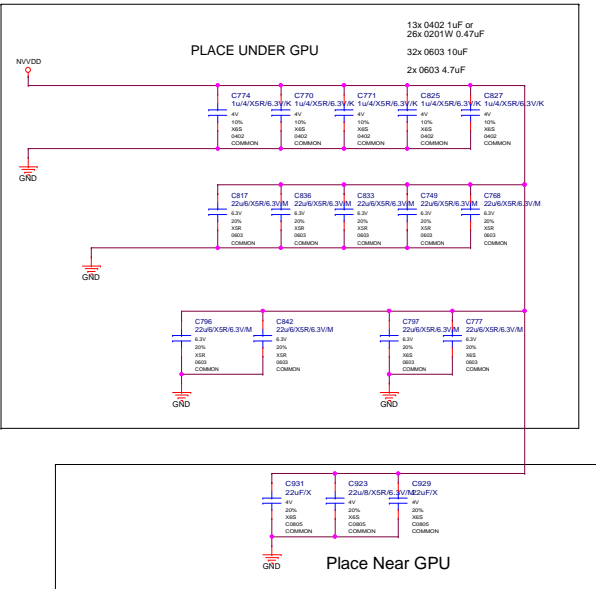 13x 0402 1uF or
26x 0201W 0.47uF
PLACE UNDER GPU
32x 0603 10uF
2x 0603 4.7uF
NVVDD
C774 C770 C771 C825 C827
1u/4/X5R/6.3V/K 1u/4/X5R/6.3V/K 1u/4/X5R/6.3V/K 1u/4/X5R/6.3V/K 1u/4/X5R/6.3V/K
4V 4V 4V 4V 4V
10% 10% 10% 10% 10%
X6S X6S X6S X6S X6S
0402 0402 0402 0402 0402
COMMON COMMON COMMON COMMON COMMON
GND
C817 C836 C833 C749 C768
22u/6/X5R/6.3V/M 22u/6/X5R/6.3V/M 22u/6/X5R/6.3V/M 22u/6/X5R/6.3V/M 22u/6/X5R/6.3V/M
6.3V 6.3V 6.3V 6.3V 6.3V
20% 20% 20% 20% 20%
X5R X5R X5R X5R X5R
0603 0603 0603 0603 0603
COMMON COMMON COMMON COMMON COMMON
GND
C796 C842 C797 C777
22u/6/X5R/6.3V/M 22u/6/X5R/6.3V/M 22u/6/X5R/6.3V/M 22u/6/X5R/6.3V/M
6.3V 6.3V 6.3V 6.3V
20% 20% 20% 20%
X5R X5R X6S X6S
0603 0603 0603 0603
COMMON COMMON COMMON COMMON
GND GND
C931 C923 C929
22uF/X 22u/8/X5R/6.3V/M 22uF/X
4V 4V 4V
20% 20% 20%
X6S X6S X6S
C0805 C0805 C0805
COMMON COMMON COMMON
GND
Place Near GPU